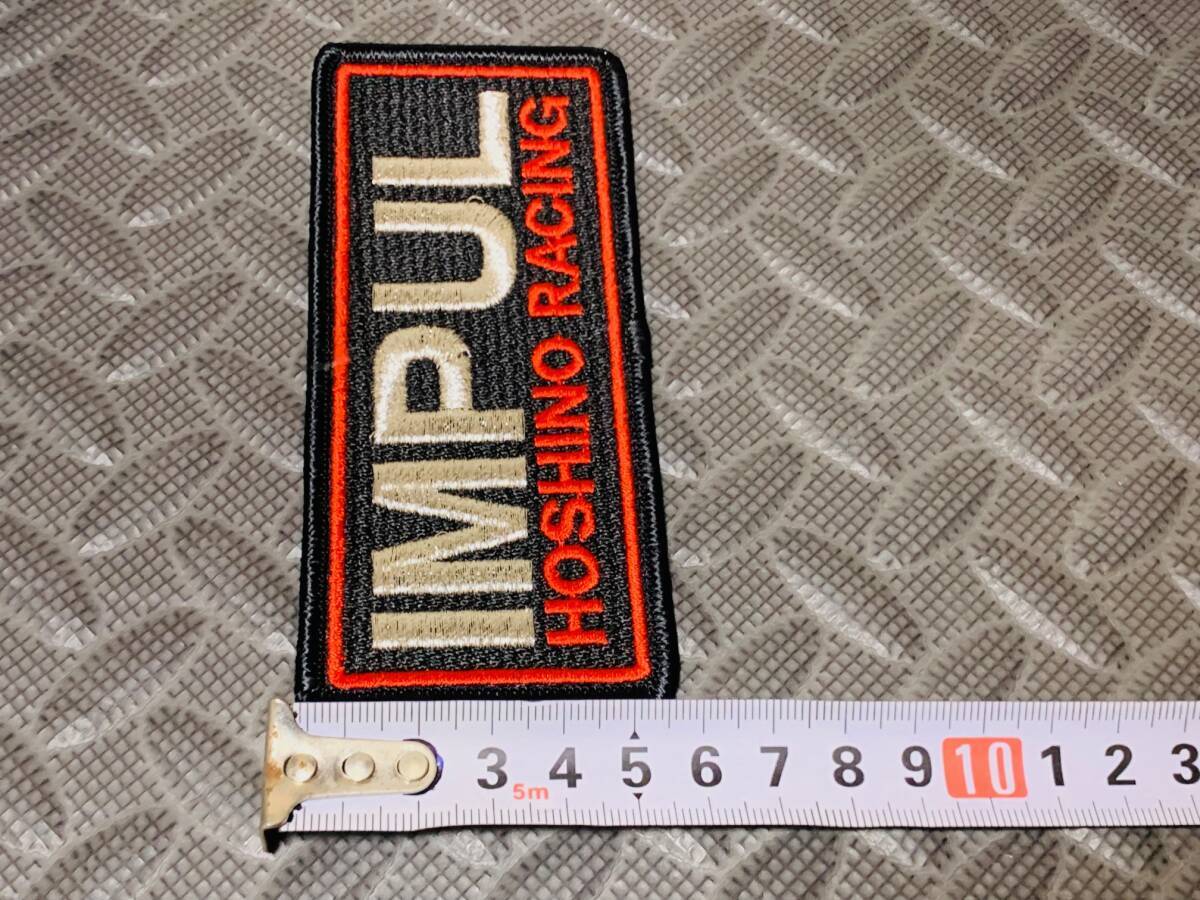 IMPUL
HOSHINO RACING
3 4 5 6 7 8 9 10 1 2 3
5m